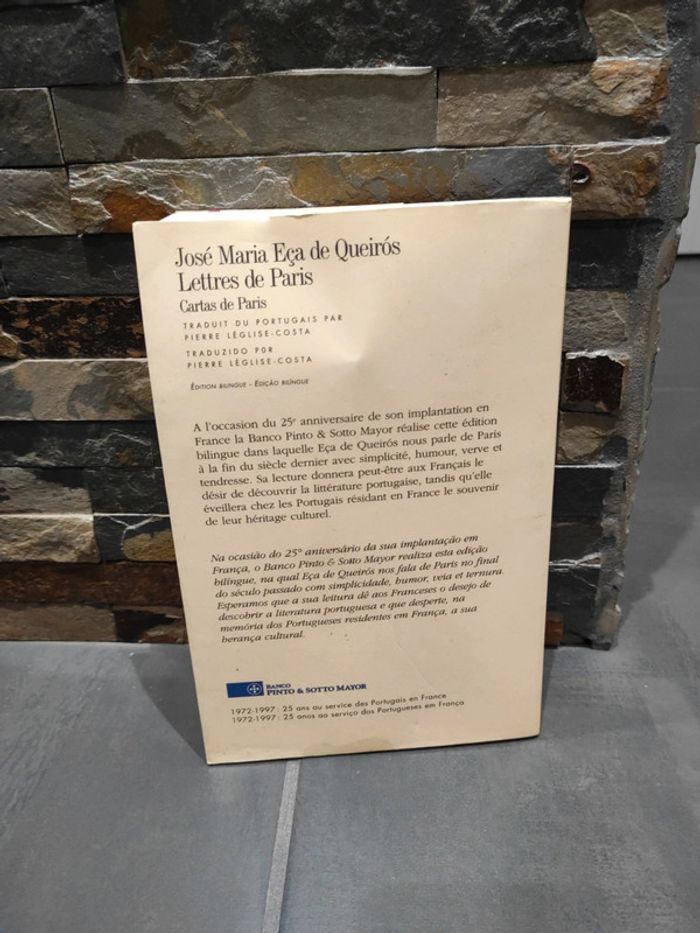 José Maria Eça de Queirós
Lettres de Paris
Cartas de Paris
TRADUIT DU PORTUGAIS PAR
PIERRE LÉGLISE-COSTA
TRADUZIDO POR
PIERRE LÉGLISE-COSTA
ÉDITION BILINGUE - EDIÇÃO BILÍNGUE
A l'occasion du 25e anniversaire de son implantation en
France la Banco Pinto & Sotto Mayor réalise cette édition
bilingue dans laquelle Eça de Queirós nous parle de Paris
à la fin du siècle dernier avec simplicité, humour, verve et
tendresse. Sa lecture donnera peut-être aux Français le
désir de découvrir la littérature portugaise, tandis qu'elle
éveillera chez les Portugais résidant en France le souvenir
de leur héritage culturel.
Na ocasião do 25º aniversário da sua implantação em
França, o Banco Pinto & Sotto Mayor realiza esta edição
bilíngue, na qual Eça de Queirós nos fala de Paris no final
do século passado com simplicidade, humor, veia et ternura.
Esperamos que a sua leitura dê aos Franceses o desejo de
descobrir a literatura portuguesa e que desperte, na
memória dos Portugueses residentes em França, a sua
herança cultural.
BANCO
PINTO & SOTTO MAYOR
1972-1997 : 25 ans au service des Portugais en France
1972-1997 : 25 anos ao serviço dos Portugueses em França